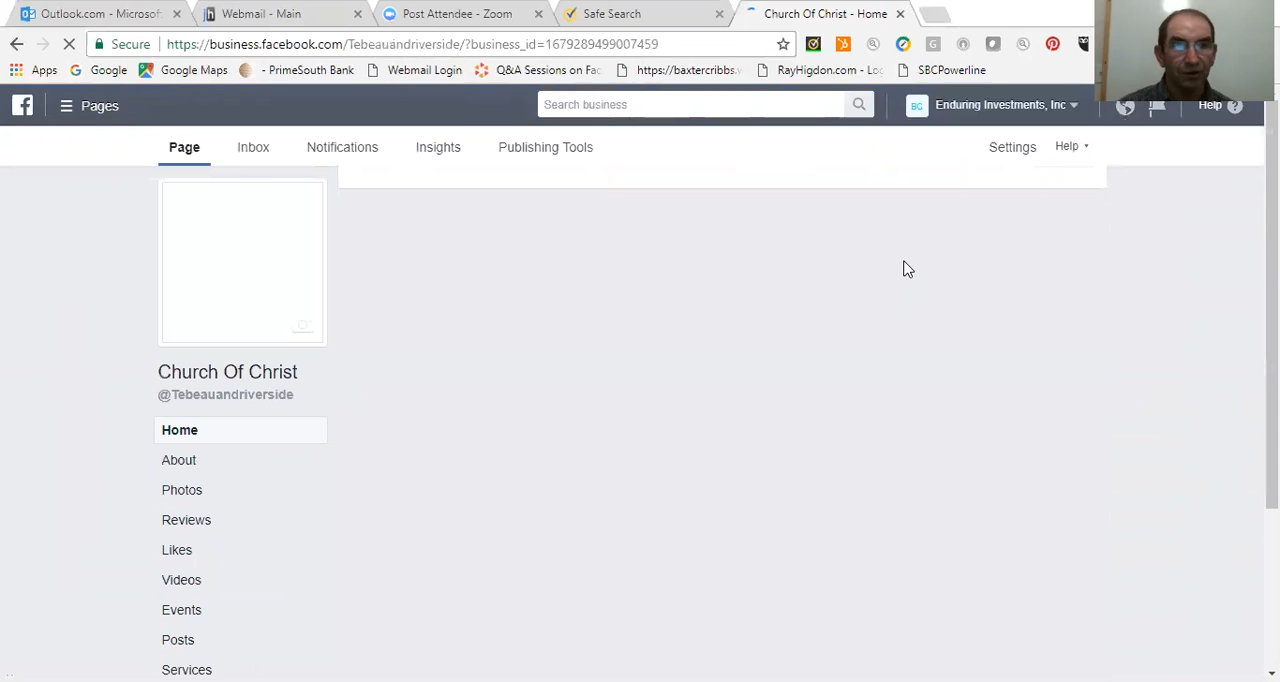 Outlook.com - Microsof
Webmail - Main
Post Attendee - Zoom
Safe Search
Church Of Christ - Home
Secure
https://business.facebook.com/Tebeauandriverside/?business_id=1679289499007459
Apps
Google
Google Maps
- PrimeSouth Bank
Webmail Login
Q&A Sessions on Fac
https://baxtercribbs.w
RayHigdon.com - Loc
SBCPowerline
Pages
Search business
BC
Enduring Investments, Inc
Help
Page
Inbox
Notifications
Insights
Publishing Tools
Settings
Help
Church Of Christ
@Tebeauandriverside
Home
About
Photos
Reviews
Likes
Videos
Events
Posts
Services